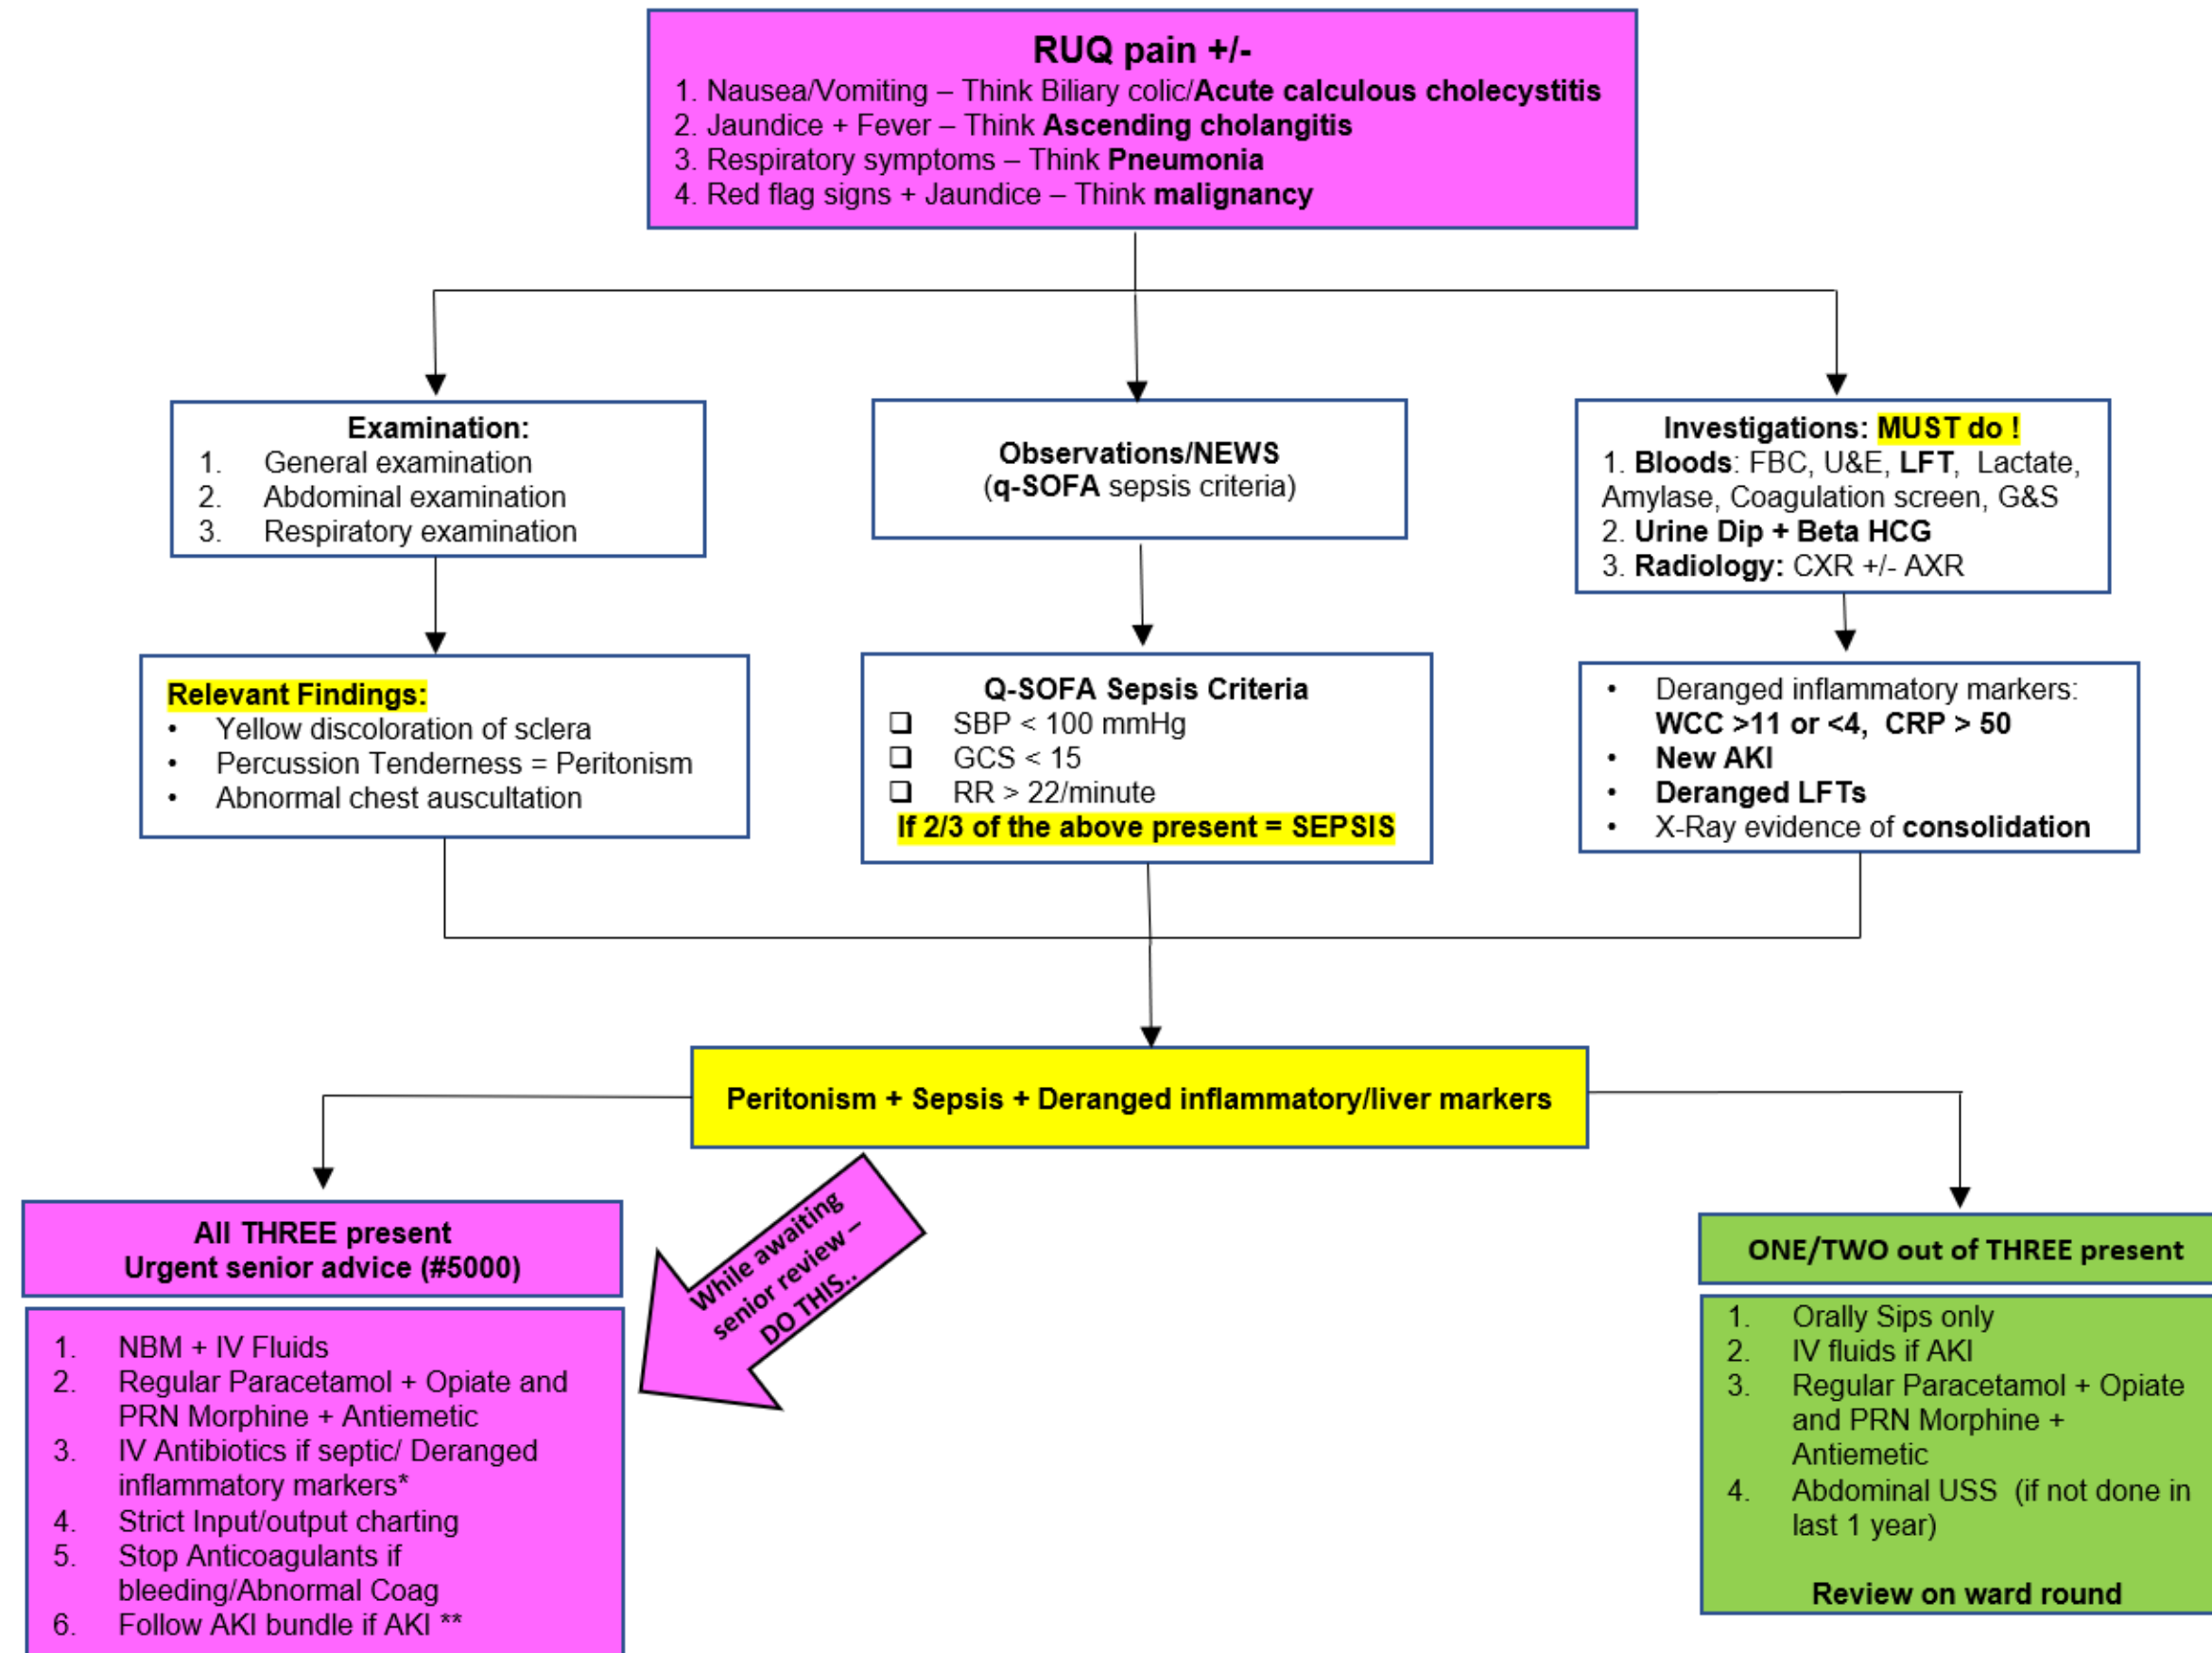 RUQ pain +/-
1. Nausea/Vomiting – Think Biliary colic/Acute calculous cholecystitis
2. Jaundice + Fever – Think Ascending cholangitis
3. Respiratory symptoms – Think Pneumonia
4. Red flag signs + Jaundice – Think malignancy
Examination:
1. General examination
2. Abdominal examination
3. Respiratory examination
Observations/NEWS
(q-SOFA sepsis criteria)
Investigations: MUST do !
1. Bloods: FBC, U&E, LFT, Lactate,
Amylase, Coagulation screen, G&S
2. Urine Dip + Beta HCG
3. Radiology: CXR +/- AXR
Relevant Findings:
• Yellow discoloration of sclera
• Percussion Tenderness = Peritonism
• Abnormal chest auscultation
Q-SOFA Sepsis Criteria
❑ SBP < 100 mmHg
❑ GCS < 15
❑ RR > 22/minute
If 2/3 of the above present = SEPSIS
• Deranged inflammatory markers:
WCC >11 or <4, CRP > 50
• New AKI
• Deranged LFTs
• X-Ray evidence of consolidation
Peritonism + Sepsis + Deranged inflammatory/liver markers
All THREE present
Urgent senior advice (#5000)
1. NBM + IV Fluids
2. Regular Paracetamol + Opiate and
PRN Morphine + Antiemetic
3. IV Antibiotics if septic/ Deranged
inflammatory markers*
4. Strict Input/output charting
5. Stop Anticoagulants if
bleeding/Abnormal Coag
6. Follow AKI bundle if AKI **
While awaiting
senior review –
DO THIS..
ONE/TWO out of THREE present
1. Orally Sips only
2. IV fluids if AKI
3. Regular Paracetamol + Opiate
and PRN Morphine +
Antiemetic
4. Abdominal USS (if not done in
last 1 year)
Review on ward round